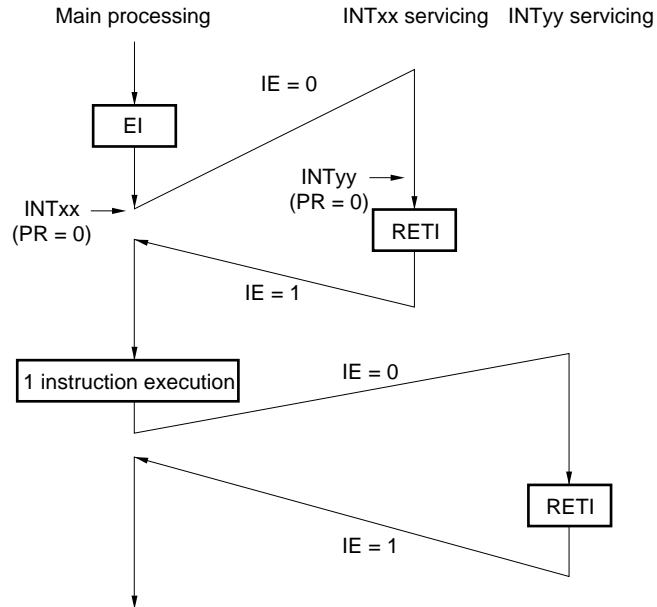 Main processing
INTxx servicing
INTyy servicing
IE = 0
EI
INTyy
(PR = 0)
INTxx
(PR = 0)
RETI
IE = 1
1 instruction execution
IE = 0
RETI
IE = 1